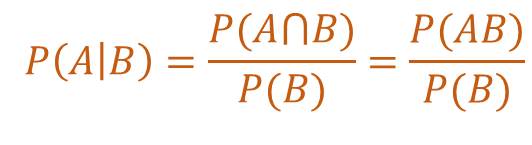 P(A|B) = P(A∩B) / P(B) = P(AB) / P(B)